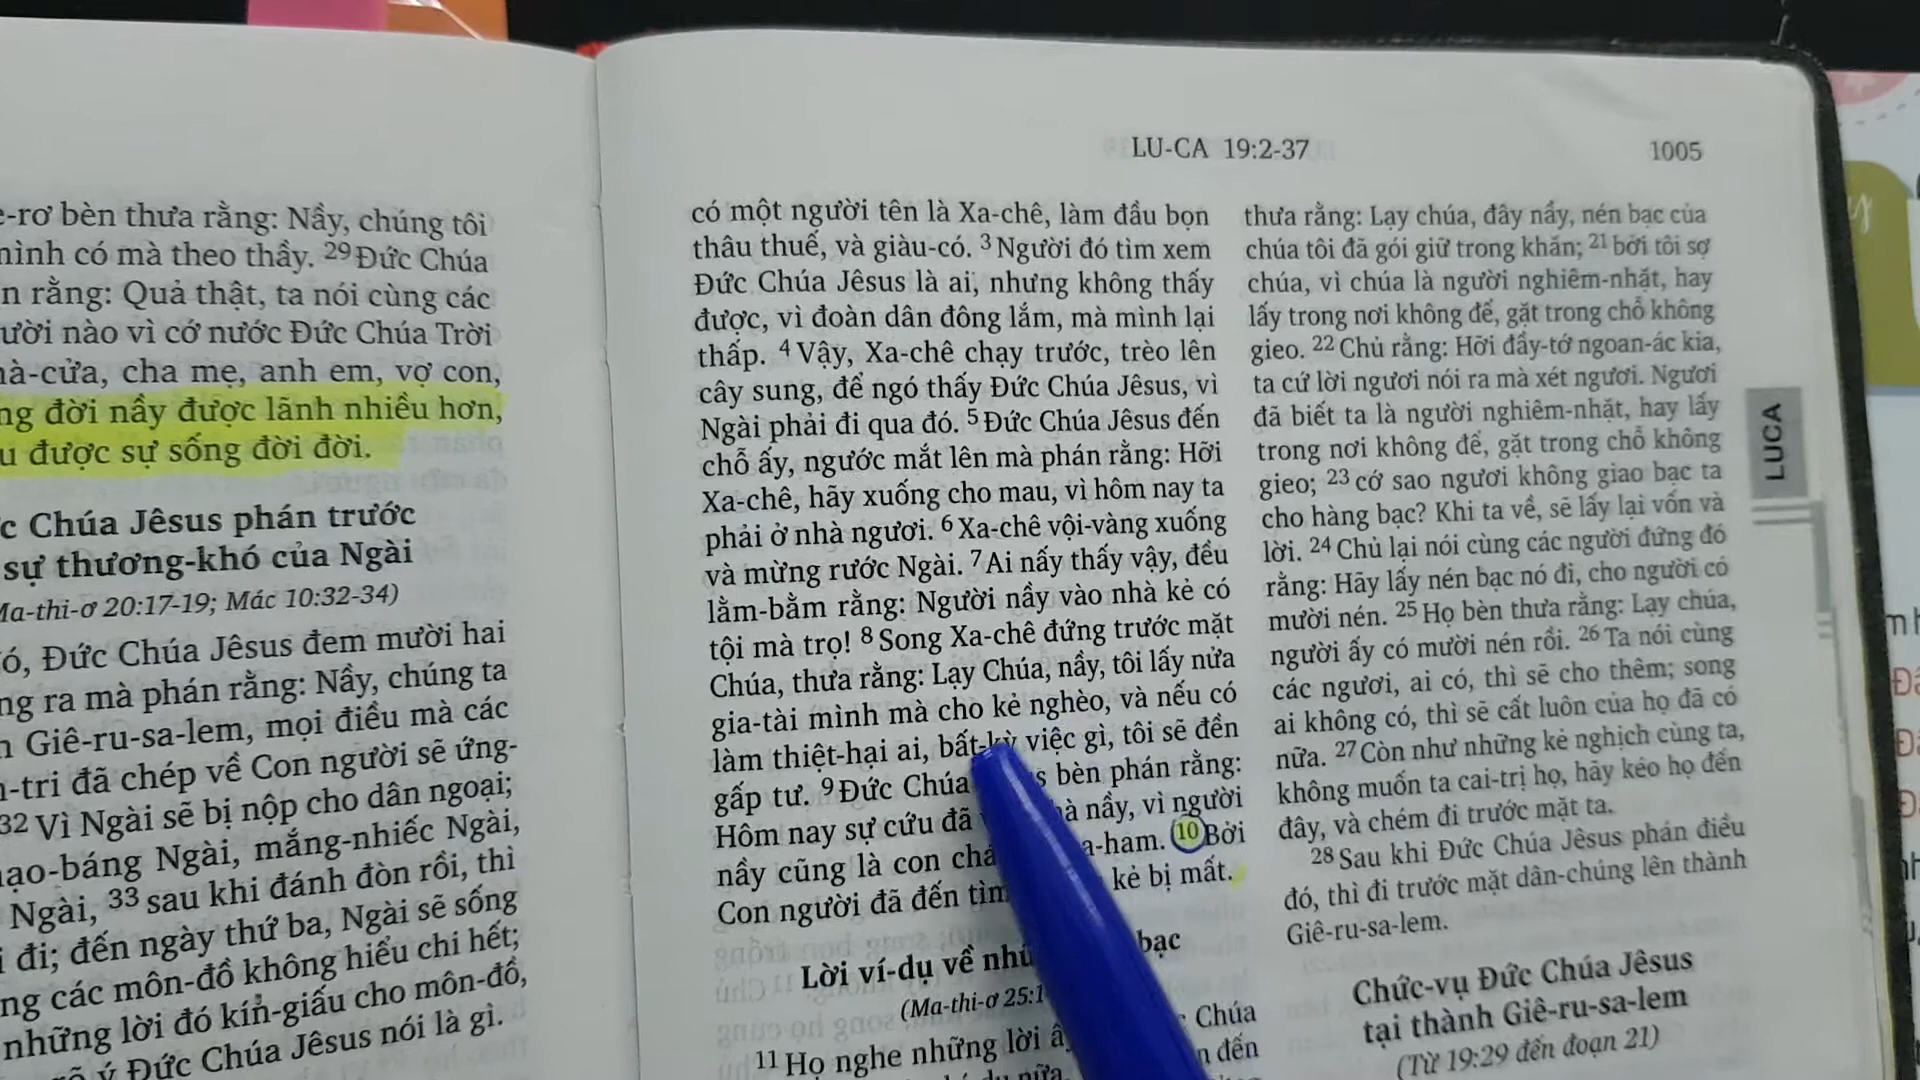 LU-CA 19:2-37
1005
-rơ bèn thưa rằng: Nầy, chúng tôi
mình có mà theo thầy. 29 Đức Chúa
n rằng: Quả thật, ta nói cùng các
ười nào vì cớ nước Đức Chúa Trời
à-cửa, cha mẹ, anh em, vợ con,
ng đời nầy được lãnh nhiều hơn,
u được sự sống đời đời.
c Chúa Jêsus phán trước
sự thương-khó của Ngài
Ma-thi-ơ 20:17-19; Mác 10:32-34)
ó, Đức Chúa Jêsus đem mười hai
ng ra mà phán rằng: Nầy, chúng ta
n Giê-ru-sa-lem, mọi điều mà các
n-tri đã chép về Con người sẽ ứng-
32 Vì Ngài sẽ bị nộp cho dân ngoại;
ạo-báng Ngài, mắng-nhiếc Ngài,
Ngài, 33 sau khi đánh đòn rồi, thì
i đi; đến ngày thứ ba, Ngài sẽ sống
ng các môn-đồ không hiểu chi hết;
những lời đó kín-giấu cho môn-đồ,
rõ ý Đức Chúa Jêsus nói là gì.
có một người tên là Xa-chê, làm đầu bọn
thâu thuế, và giàu-có. 3 Người đó tìm xem
Đức Chúa Jêsus là ai, nhưng không thấy
được, vì đoàn dân đông lắm, mà mình lại
thấp. 4 Vậy, Xa-chê chạy trước, trèo lên
cây sung, để ngó thấy Đức Chúa Jêsus, vì
Ngài phải đi qua đó. 5 Đức Chúa Jêsus đến
chỗ ấy, ngước mắt lên mà phán rằng: Hỡi
Xa-chê, hãy xuống cho mau, vì hôm nay ta
phải ở nhà ngươi. 6 Xa-chê vội-vàng xuống
và mừng rước Ngài. 7 Ai nấy thấy vậy, đều
lằm-bằm rằng: Người nầy vào nhà kẻ có
tội mà trọ! 8 Song Xa-chê đứng trước mặt
Chúa, thưa rằng: Lạy Chúa, nầy, tôi lấy nửa
gia-tài mình mà cho kẻ nghèo, và nếu có
làm thiệt-hại ai, bất-kỳ việc gì, tôi sẽ đền
gấp tư. 9 Đức Chúa s bèn phán rằng:
Hôm nay sự cứu đã à nầy, vì người
nầy cũng là con chá a-ham. 10 Bởi
Con người đã đến tìm kẻ bị mất.
Lời ví-dụ về nhữ bạc
(Ma-thi-ơ 25:1
11 Họ nghe những lời ấ Chúa
n đến
thưa rằng: Lạy chúa, đây nầy, nén bạc của
chúa tôi đã gói giữ trong khăn; 21 bởi tôi sợ
chúa, vì chúa là người nghiêm-nhặt, hay
lấy trong nơi không để, gặt trong chỗ không
gieo. 22 Chủ rằng: Hỡi đầy-tớ ngoan-ác kia,
ta cứ lời ngươi nói ra mà xét ngươi. Ngươi
đã biết ta là người nghiêm-nhặt, hay lấy
trong nơi không để, gặt trong chỗ không
gieo; 23 cớ sao ngươi không giao bạc ta
cho hàng bạc? Khi ta về, sẽ lấy lại vốn và
lời. 24 Chủ lại nói cùng các người đứng đó
rằng: Hãy lấy nén bạc nó đi, cho người có
mười nén. 25 Họ bèn thưa rằng: Lạy chúa,
người ấy có mười nén rồi. 26 Ta nói cùng
các ngươi, ai có, thì sẽ cho thêm; song
ai không có, thì sẽ cất luôn của họ đã có
nữa. 27 Còn như những kẻ nghịch cùng ta,
không muốn ta cai-trị họ, hãy kéo họ đến
đây, và chém đi trước mặt ta.
28 Sau khi Đức Chúa Jêsus phán điều
đó, thì đi trước mặt dân-chúng lên thành
Giê-ru-sa-lem.
Chức-vụ Đức Chúa Jêsus
tại thành Giê-ru-sa-lem
(Từ 19:29 đến đoạn 21)
LUCA